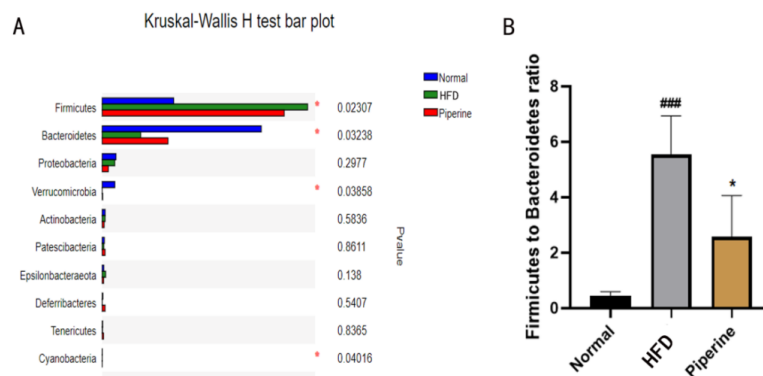 A
Kruskal-Wallis H test bar plot
Normal
HFD
Piperine
Firmicutes * 0.02307
Bacteroidetes * 0.03238
Proteobacteria 0.2977
Verrucomicrobia * 0.03858
Actinobacteria 0.5836
Patescibacteria 0.8611
Epsilonbacteraeota 0.138
Deferribacteres 0.5407
Tenericutes 0.8365
Cyanobacteria * 0.04016
Pvalue
B
Firmicutes to Bacteroidetes ratio
8
6
4
2
0
###
*
Normal
HFD
Piperine